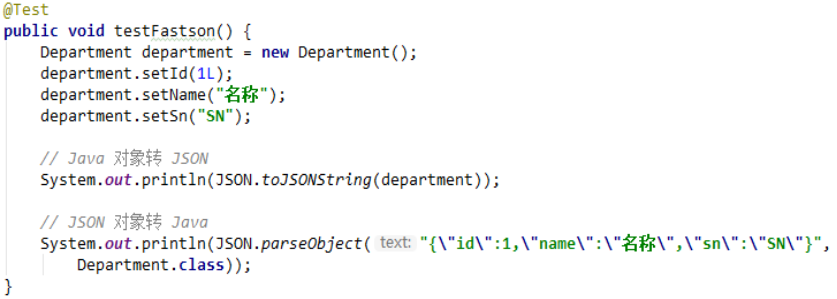 @Test
public void testFastson() {
    Department department = new Department();
    department.setId(1L);
    department.setName("名称");
    department.setSn("SN");

    // Java 对象转 JSON
    System.out.println(JSON.toJSONString(department));

    // JSON 对象转 Java
    System.out.println(JSON.parseObject( text: "{\"id\":1,\"name\":\"名称\",\"sn\":\"SN\"}",
        Department.class));
}